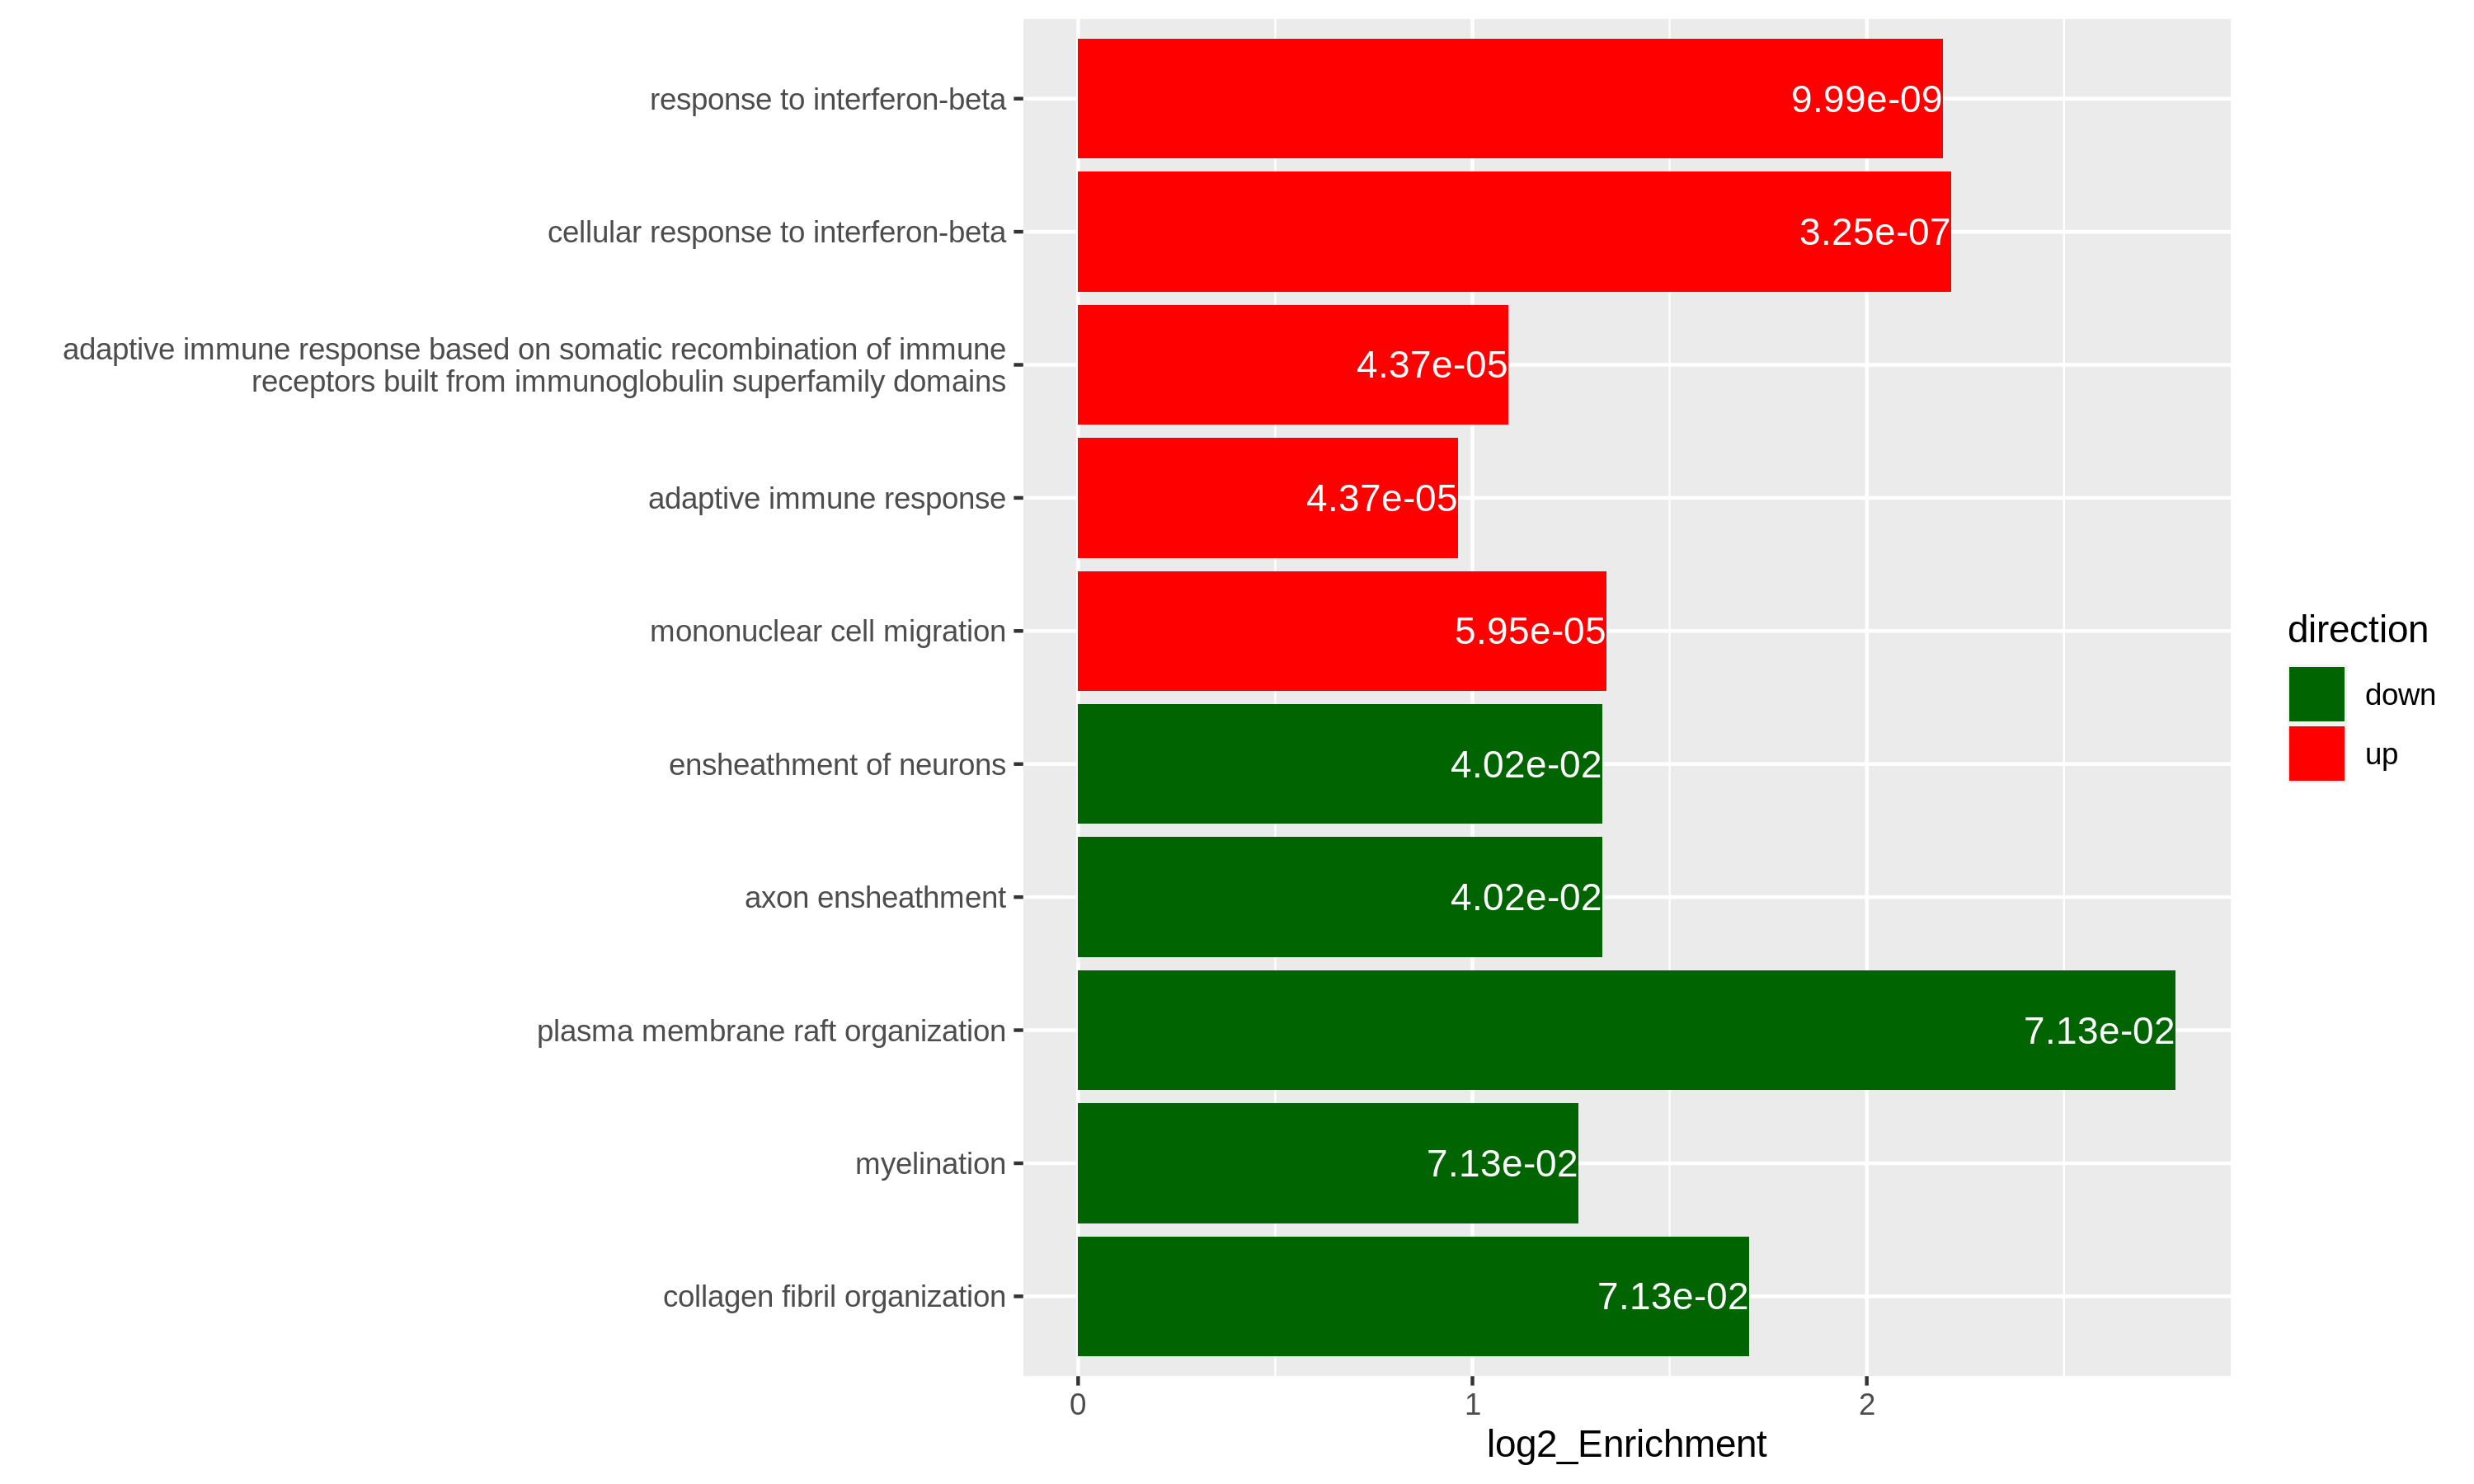 response to interferon-beta
9.99e-09
cellular response to interferon-beta
3.25e-07
adaptive immune response based on somatic recombination of immune
receptors built from immunoglobulin superfamily domains
4.37e-05
adaptive immune response
4.37e-05
mononuclear cell migration
5.95e-05
ensheathment of neurons
4.02e-02
axon ensheathment
4.02e-02
plasma membrane raft organization
7.13e-02
myelination
7.13e-02
collagen fibril organization
7.13e-02
0 1 2
log2_Enrichment
direction
down
up